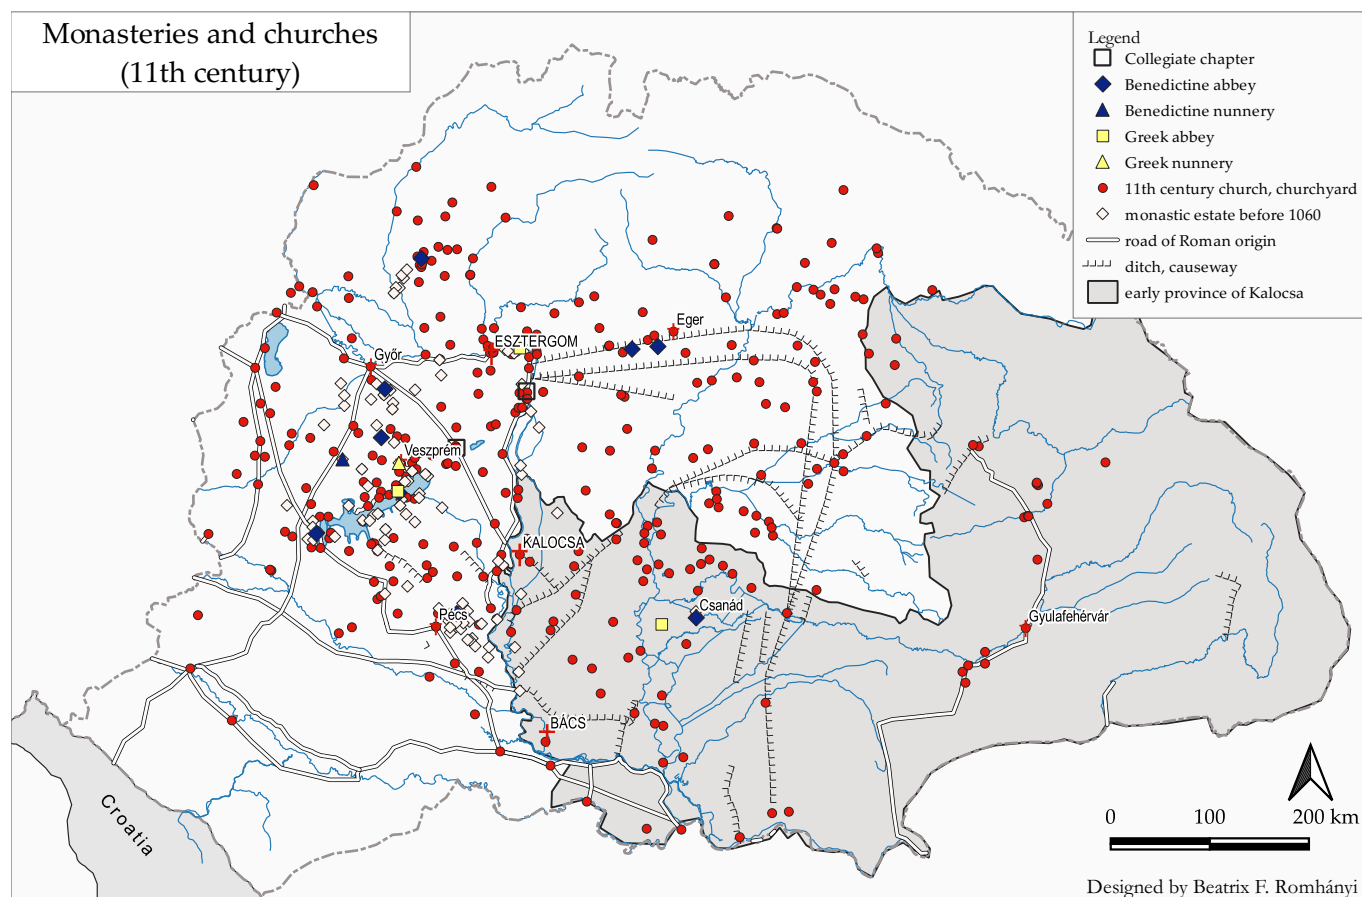 Monasteries and churches
(11th century)
Legend
Collegiate chapter
Benedictine abbey
Benedictine nunnery
Greek abbey
Greek nunnery
11th century church, churchyard
monastic estate before 1060
road of Roman origin
ditch, causeway
early province of Kalocsa
Eger
ESZTERGOM
Győr
Veszprém
KALOCSA
Csanád
Pécs
Gyulafehérvár
BÁCS
Croatia
0 100 200 km
Designed by Beatrix F. Romhányi